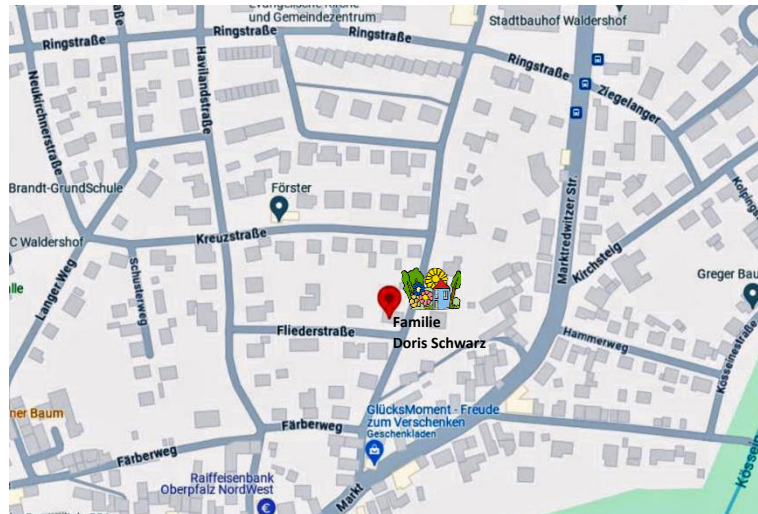 Evangelische Kirche
und Gemeindezentrum
Stadtbauhof Waldershof
Ringstraße
Ringstraße
Ringstraße
Ziegelanger
Neukirchnerstraße
Havilandstraße
Brandt-GrundSchule
Förster
Marktredwitzer Str.
C Waldershof
Kreuzstraße
Kirchsteig
Schusterweg
Langer Weg
lle
Greger Bau
Familie
Doris Schwarz
Fliederstraße
Hammerweg
Kösseinestraße
GlücksMoment - Freude
zum Verschenken
Geschenkladen
ner Baum
Färberweg
Färberweg
Raiffeisenbank
Oberpfalz NordWest
Markt
Kössein